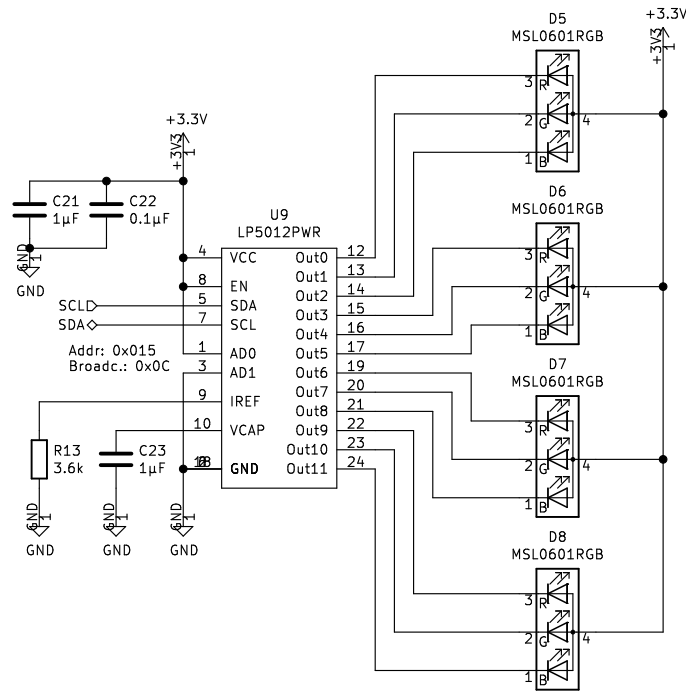 +3.3V
+3V3
1
C21
1µF
C22
0.1µF
GND
1
GND
SCL
SDA
Addr: 0x015
Broadc.: 0x0C
R13
3.6k
GND
1
GND
C23
1µF
GND
1
GND
GND
1
GND
U9
LP5012PWR
4 VCC
8 EN
5 SDA
7 SCL
1 AD0
3 AD1
9 IREF
10 VCAP
GND
Out0 12
Out1 13
Out2 14
Out3 15
Out4 16
Out5 17
Out6 19
Out7 20
Out8 21
Out9 22
Out10 23
Out11 24
D5
MSL0601RGB
3 R
2 G 4
1 B
D6
MSL0601RGB
3 R
2 G 4
1 B
D7
MSL0601RGB
3 R
2 G 4
1 B
D8
MSL0601RGB
3 R
2 G 4
1 B
+3.3V
+3V3
1